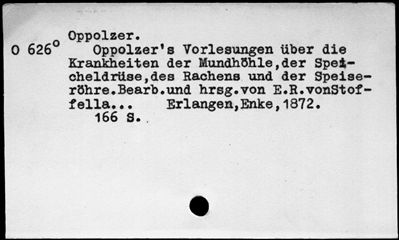 Oppolzer.
O 626° Oppolzer's Vorlesungen über die
Krankheiten der Mundhöhle,der Spei-
cheldrüse,des Rachens und der Speise-
röhre.Bearb.und hrsg.von E.R.vonStof-
fella... Erlangen,Enke,1872.
166 S.